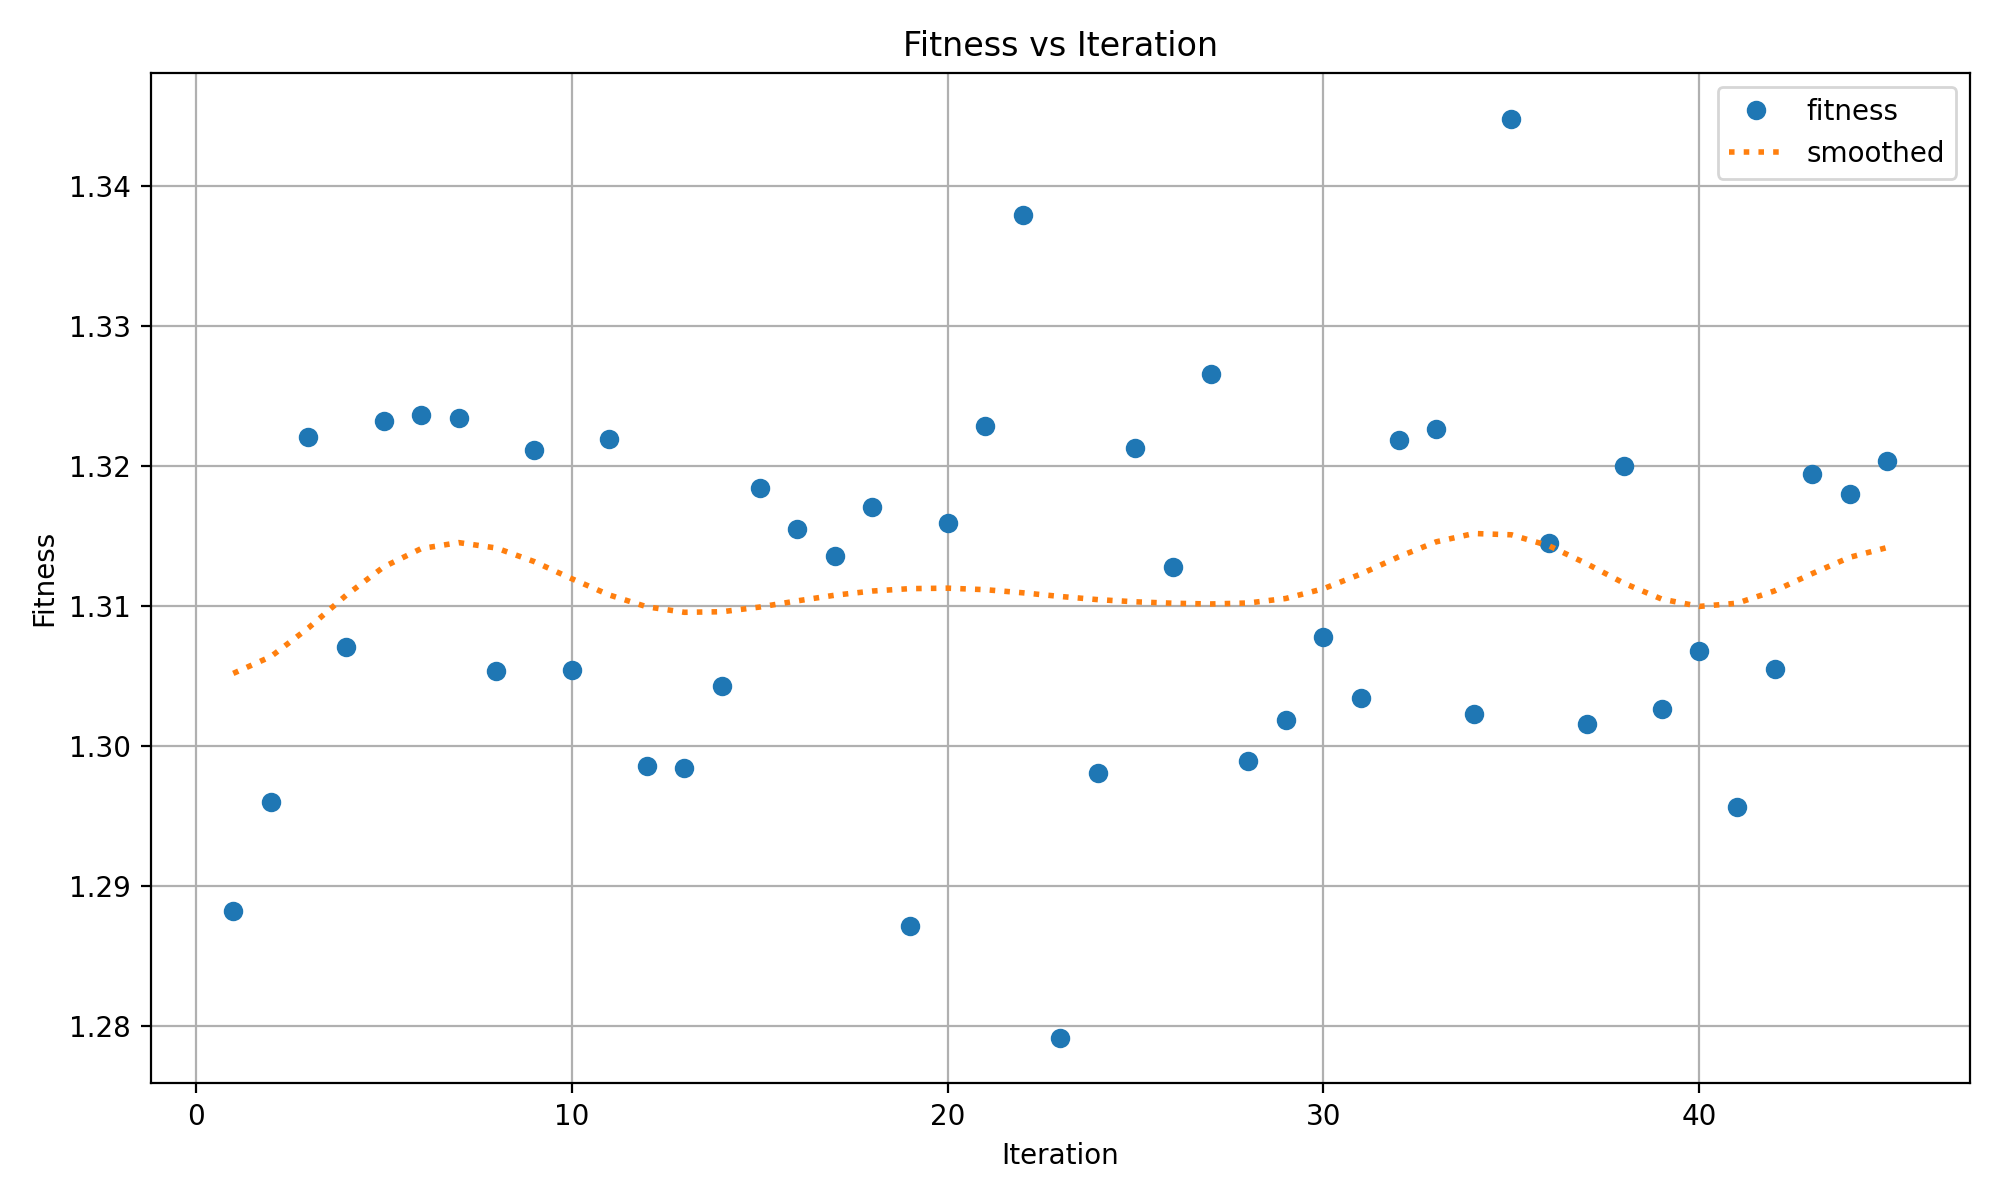 Fitness vs Iteration
fitness
smoothed
1.34
1.33
1.32
1.31
1.30
1.29
1.28
Fitness
0 10 20 30 40
Iteration